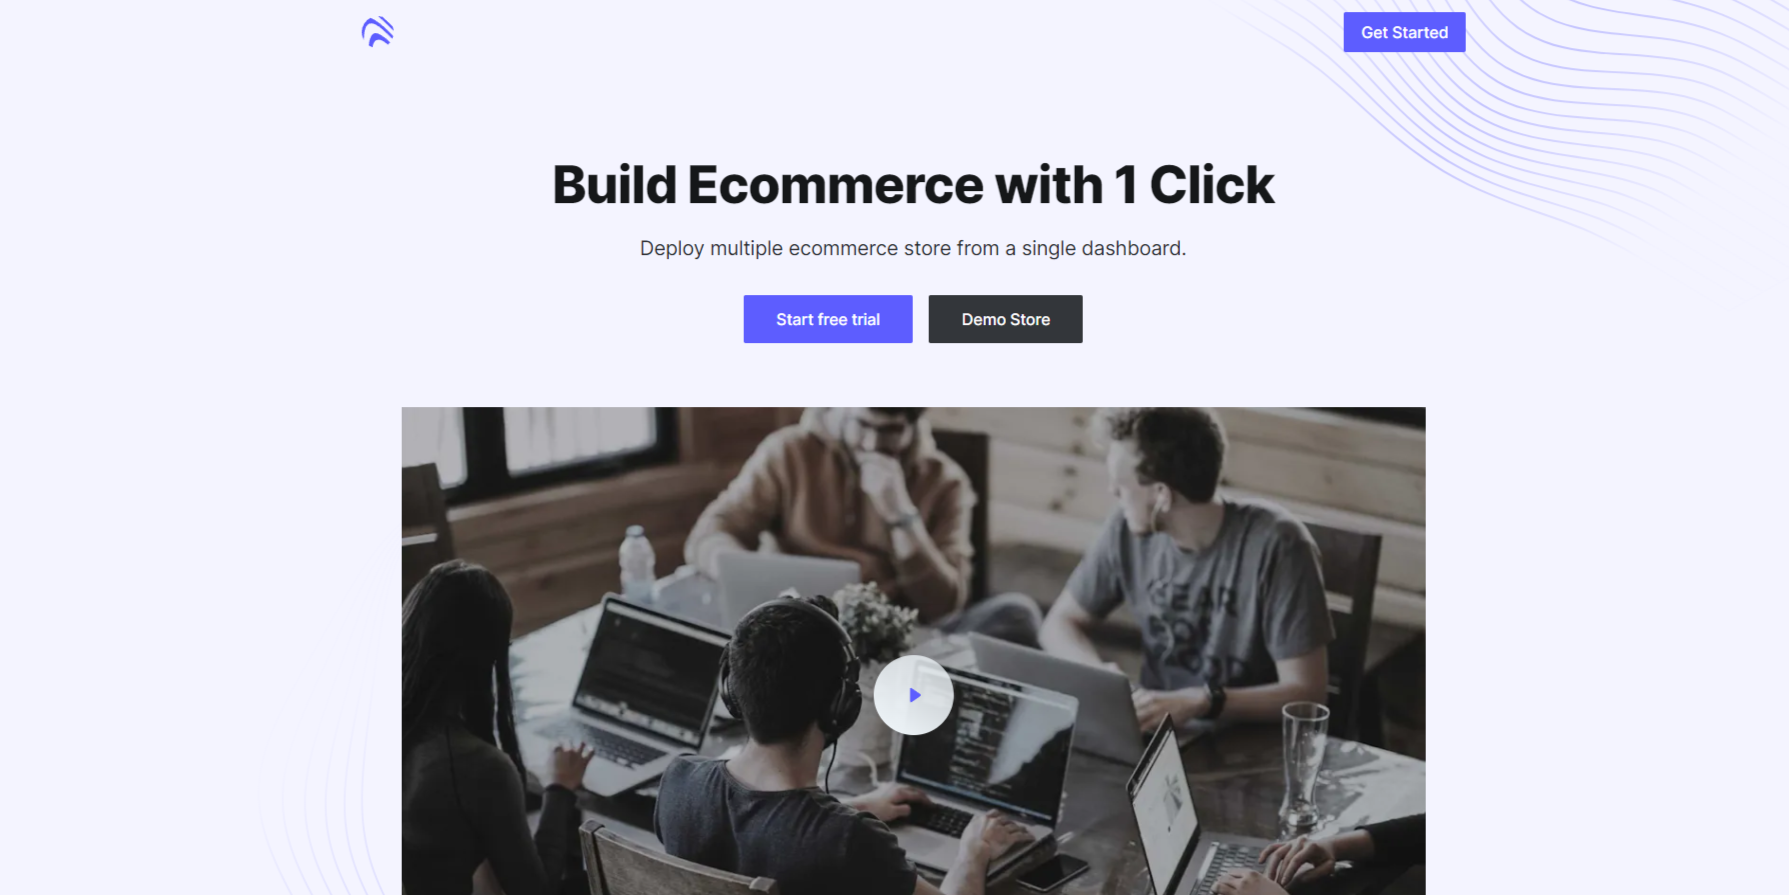 Get Started
Build Ecommerce with 1 Click
Deploy multiple ecommerce store from a single dashboard.
Start free trial
Demo Store